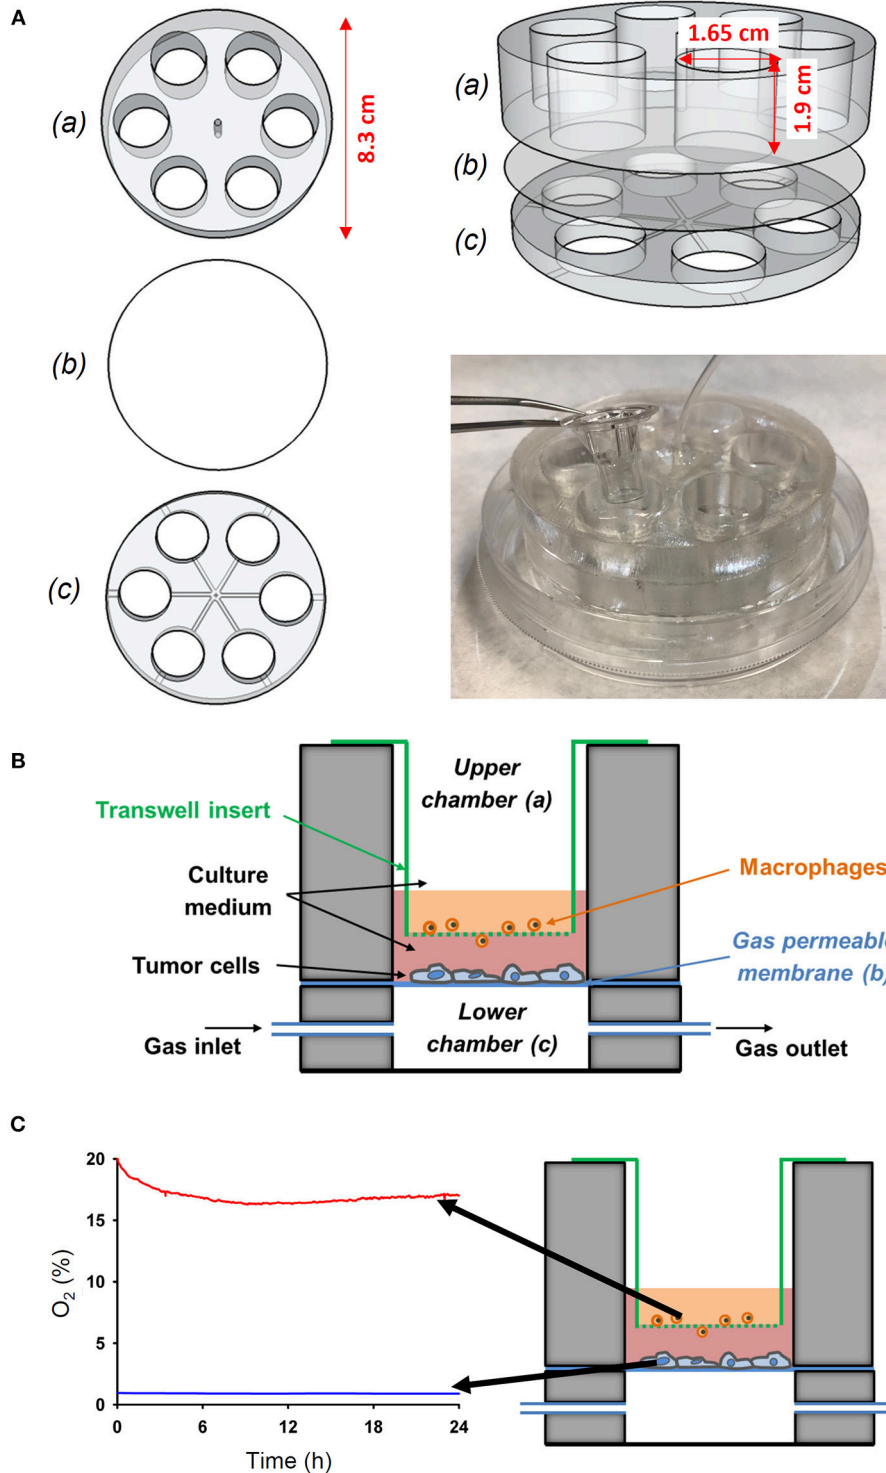 A
(a)
8.3 cm
(b)
(c)
1.65 cm
1.9 cm
(a)
(b)
(c)
B
Upper
chamber (a)
Transwell insert
Culture
medium
Macrophages
Tumor cells
Gas permeable
membrane (b)
Lower
chamber (c)
Gas inlet
Gas outlet
C
20
15
10
5
0
O2 (%)
0
6
12
18
24
Time (h)